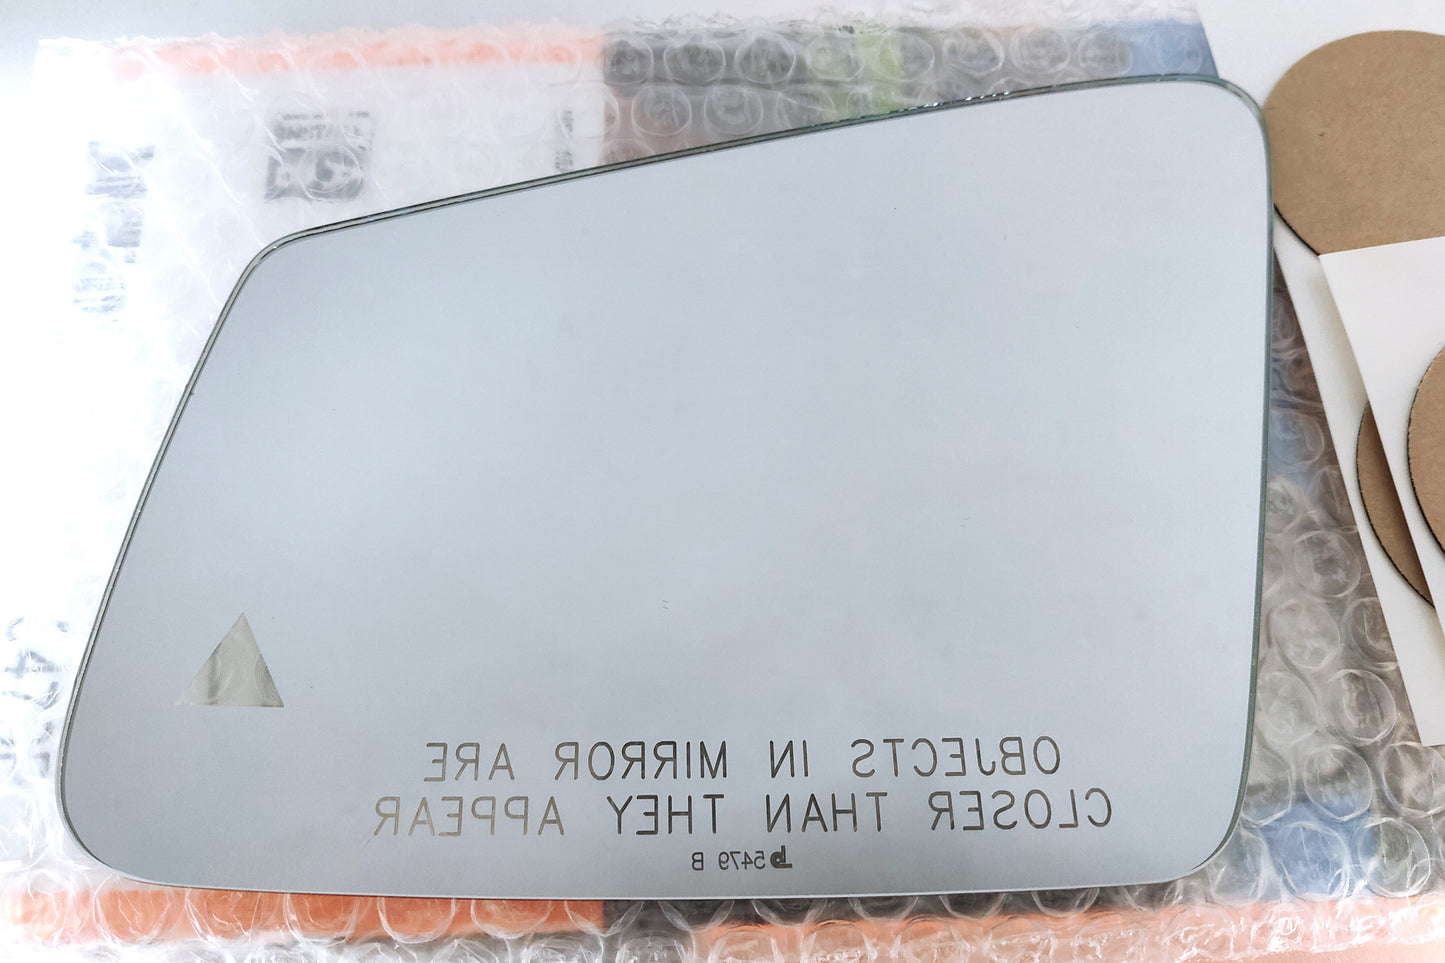 OBJECTS IN MIRROR ARE
CLOSER THAN THEY APPEAR
5479 B